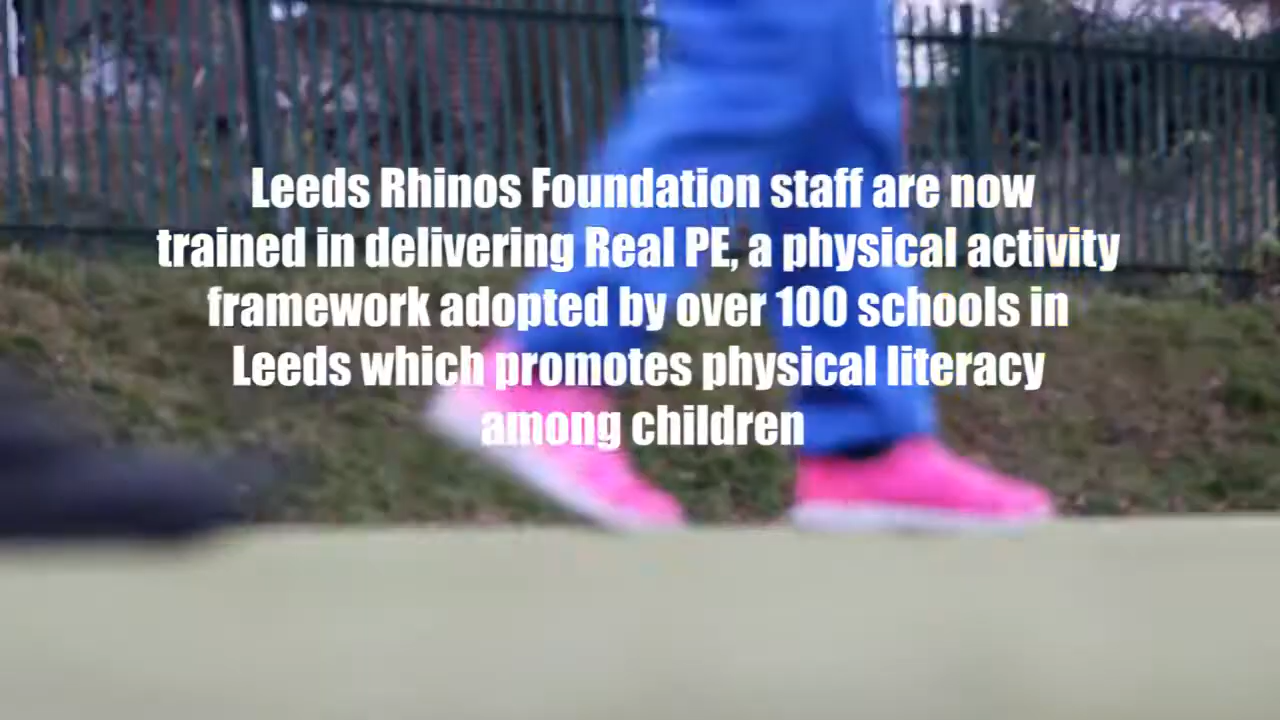 Leeds Rhinos Foundation staff are now
trained in delivering Real PE, a physical activity
framework adopted by over 100 schools in
Leeds which promotes physical literacy
among children